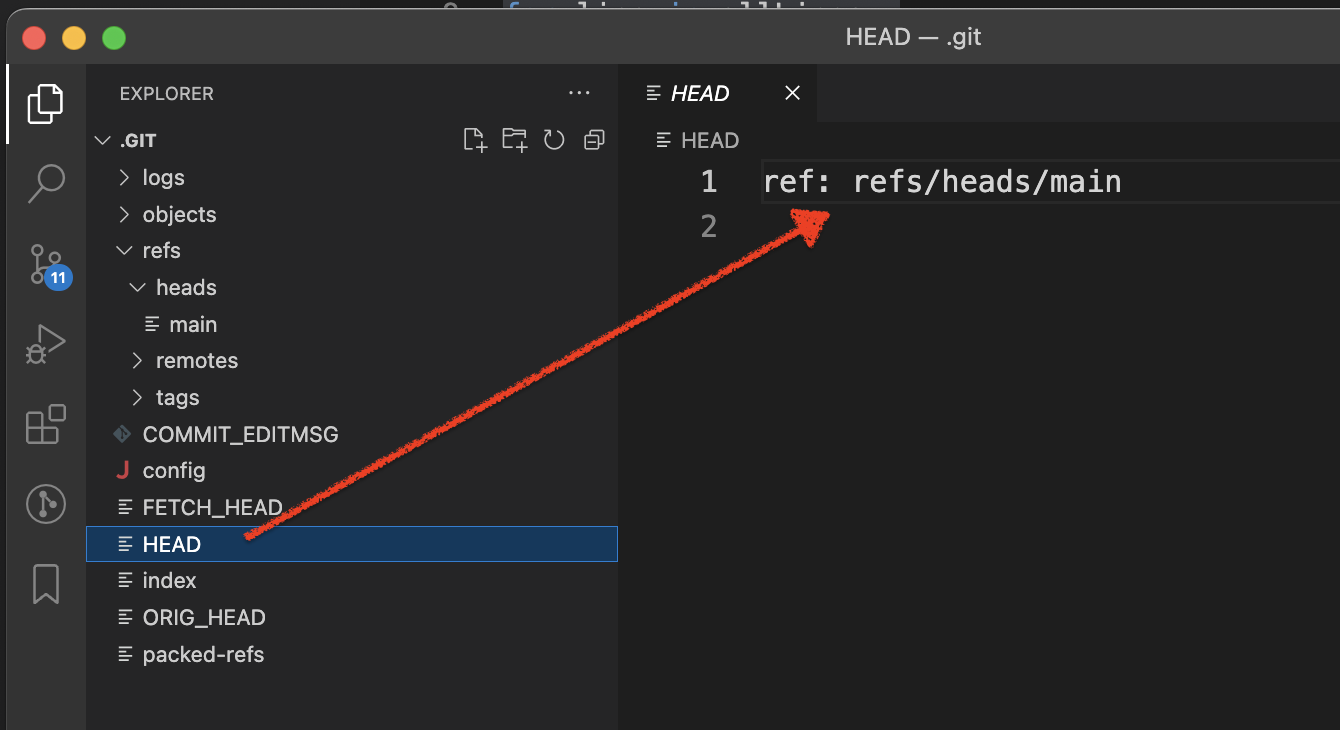 HEAD — .git
EXPLORER
HEAD
.GIT
HEAD
logs
1 ref: refs/heads/main
objects
2
refs
heads
11
main
remotes
tags
COMMIT_EDITMSG
J config
FETCH_HEAD
HEAD
index
ORIG_HEAD
packed-refs